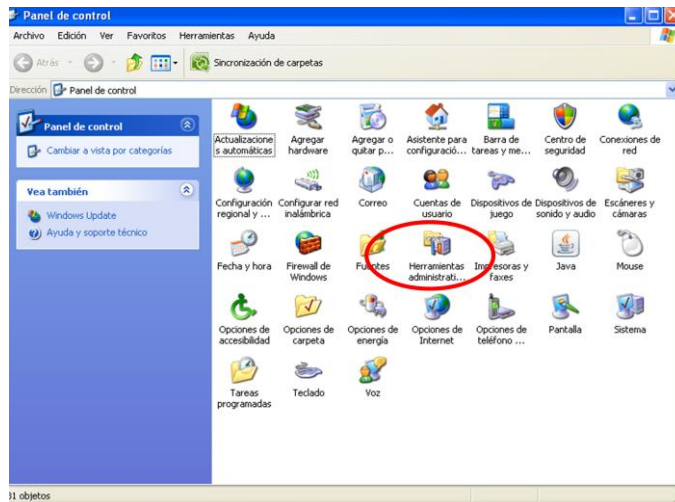 Panel de control
Archivo Edición Ver Favoritos Herramientas Ayuda
Atrás Sincronización de carpetas
Dirección Panel de control
Panel de control
Cambiar a vista por categorías
Vea también
Windows Update
Ayuda y soporte técnico
Actualizacione Agregar Agregar o Asistente para Barra de Centro de Conexiones de
s automáticas hardware quitar p... configuració... tareas y me... seguridad red
Configuración Configurar red Correo Cuentas de Dispositivos de Dispositivos de Escáneres y
regional y ... inalámbrica usuario juego sonido y audio cámaras
Fecha y hora Firewall de Fuentes Herramientas Impresoras y Java Mouse
Windows administrati... faxes
Opciones de Opciones de Opciones de Opciones de Opciones de Pantalla Sistema
accesibilidad carpeta energía Internet teléfono ...
Tareas Teclado Voz
programadas
31 objetos